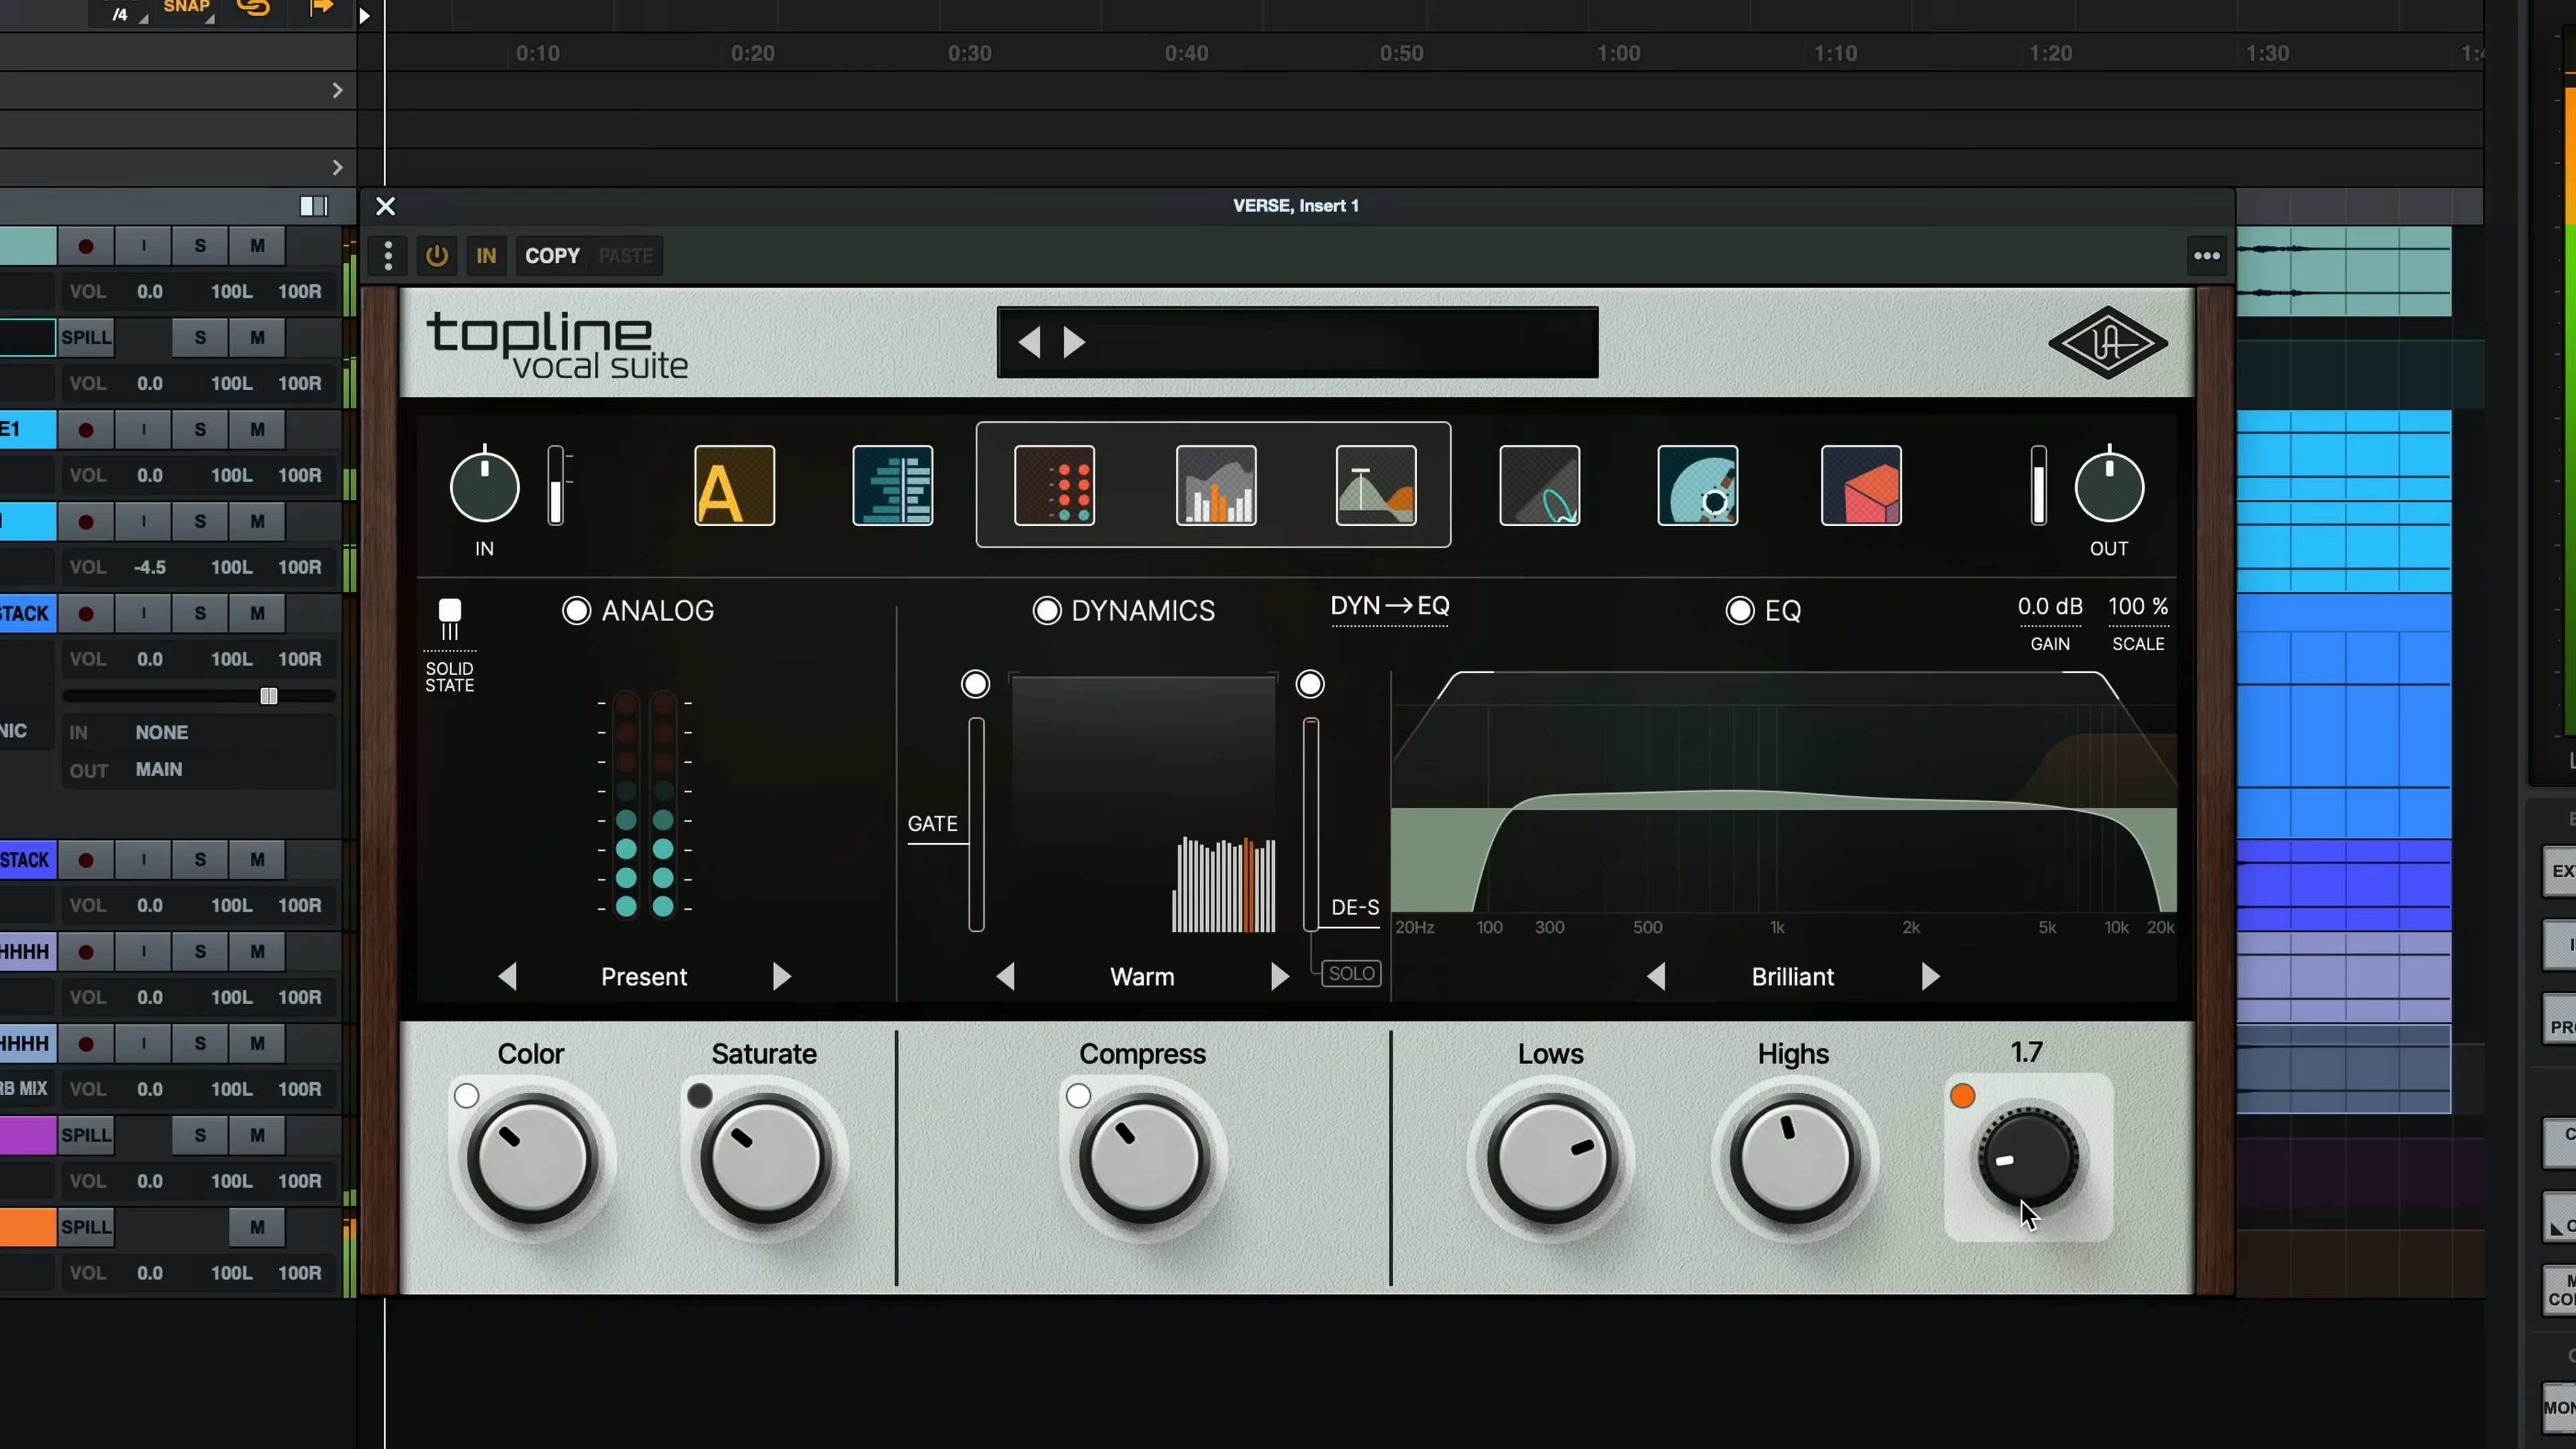 /4 SNAP
0:10 0:20 0:30 0:40 0:50 1:00 1:10 1:20 1:30
VERSE, Insert 1
IN COPY PASTE
topline
vocal suite
UA
I S M
VOL 0.0 100L 100R
SPILL S M
VOL 0.0 100L 100R
E1 I S M
VOL 0.0 100L 100R
I S M
VOL -4.5 100L 100R
STACK I S M
VOL 0.0 100L 100R
NIC IN NONE
OUT MAIN
STACK I S M
VOL 0.0 100L 100R
HHHH I S M
VOL 0.0 100L 100R
HHHH I S M
RB MIX VOL 0.0 100L 100R
SPILL S M
VOL 0.0 100L 100R
SPILL M
VOL 0.0 100L 100R
A
IN OUT
SOLID
STATE
ANALOG
DYNAMICS
DYN→EQ
EQ
0.0 dB 100 %
GAIN SCALE
GATE
DE-S
SOLO
20Hz 100 300 500 1k 2k 5k 10k 20k
Present Warm Brilliant
Color Saturate Compress Lows Highs 1.7